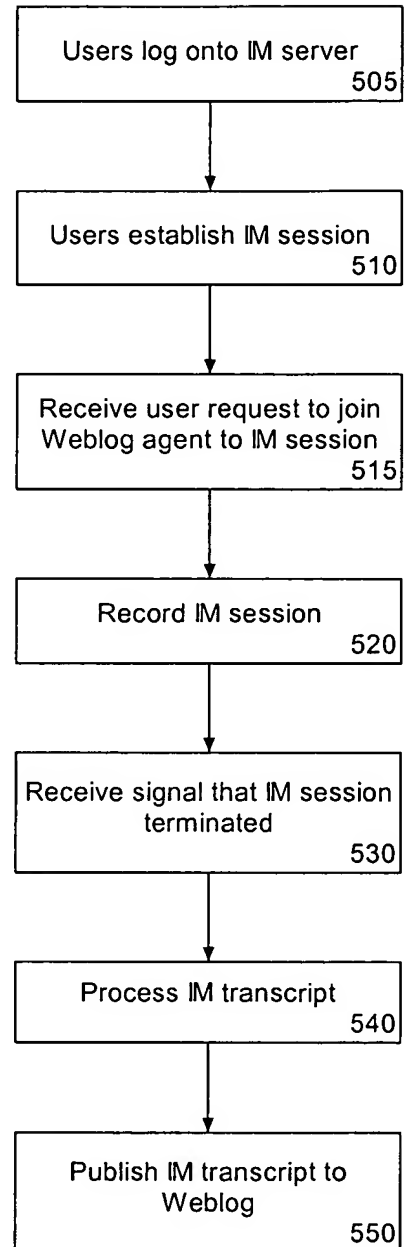 Users log onto IM server
505
Users establish IM session
510
Receive user request to join
Weblog agent to IM session
515
Record IM session
520
Receive signal that IM session
terminated
530
Process IM transcript
540
Publish IM transcript to
Weblog
550